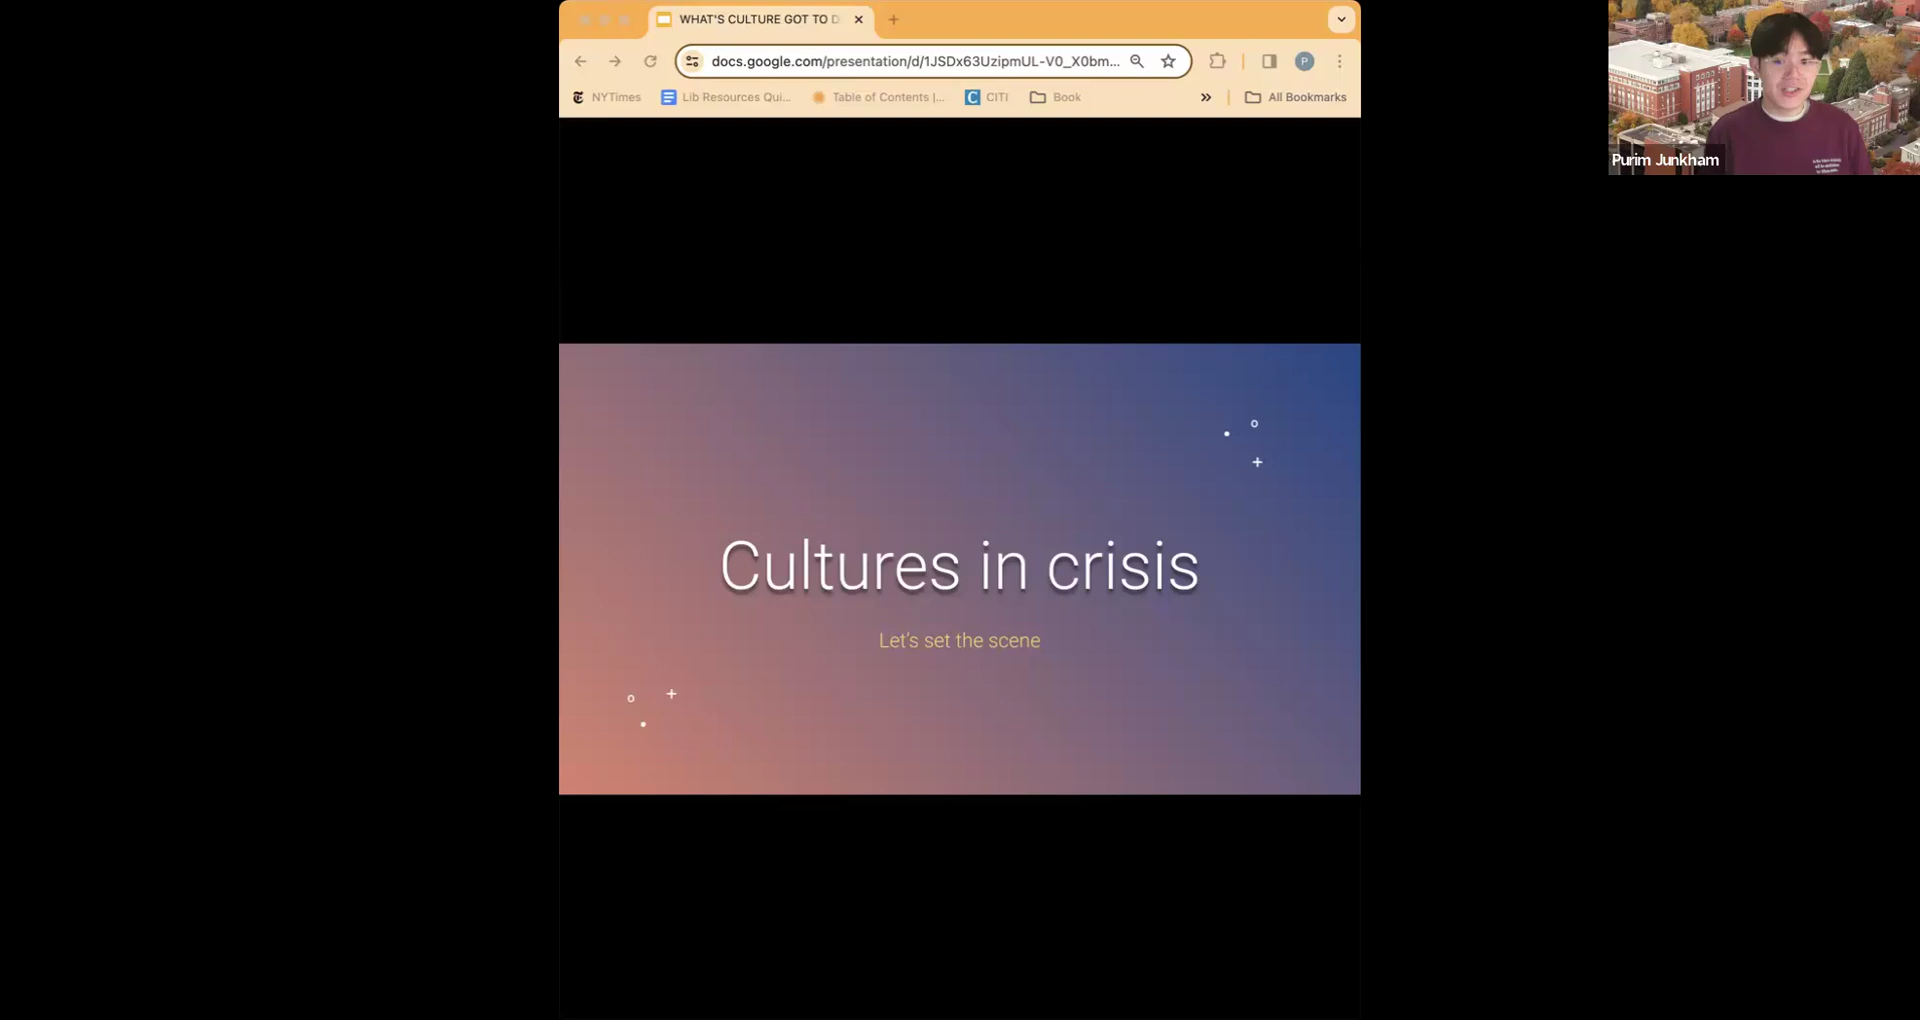 WHAT'S CULTURE GOT TO D
docs.google.com/presentation/d/1JSDx63UzipmUL-V0_X0bm...
P
NYTimes
Lib Resources Qui...
Table of Contents |...
C
CITI
Book
All Bookmarks
Purim Junkham
Cultures in crisis
Let's set the scene